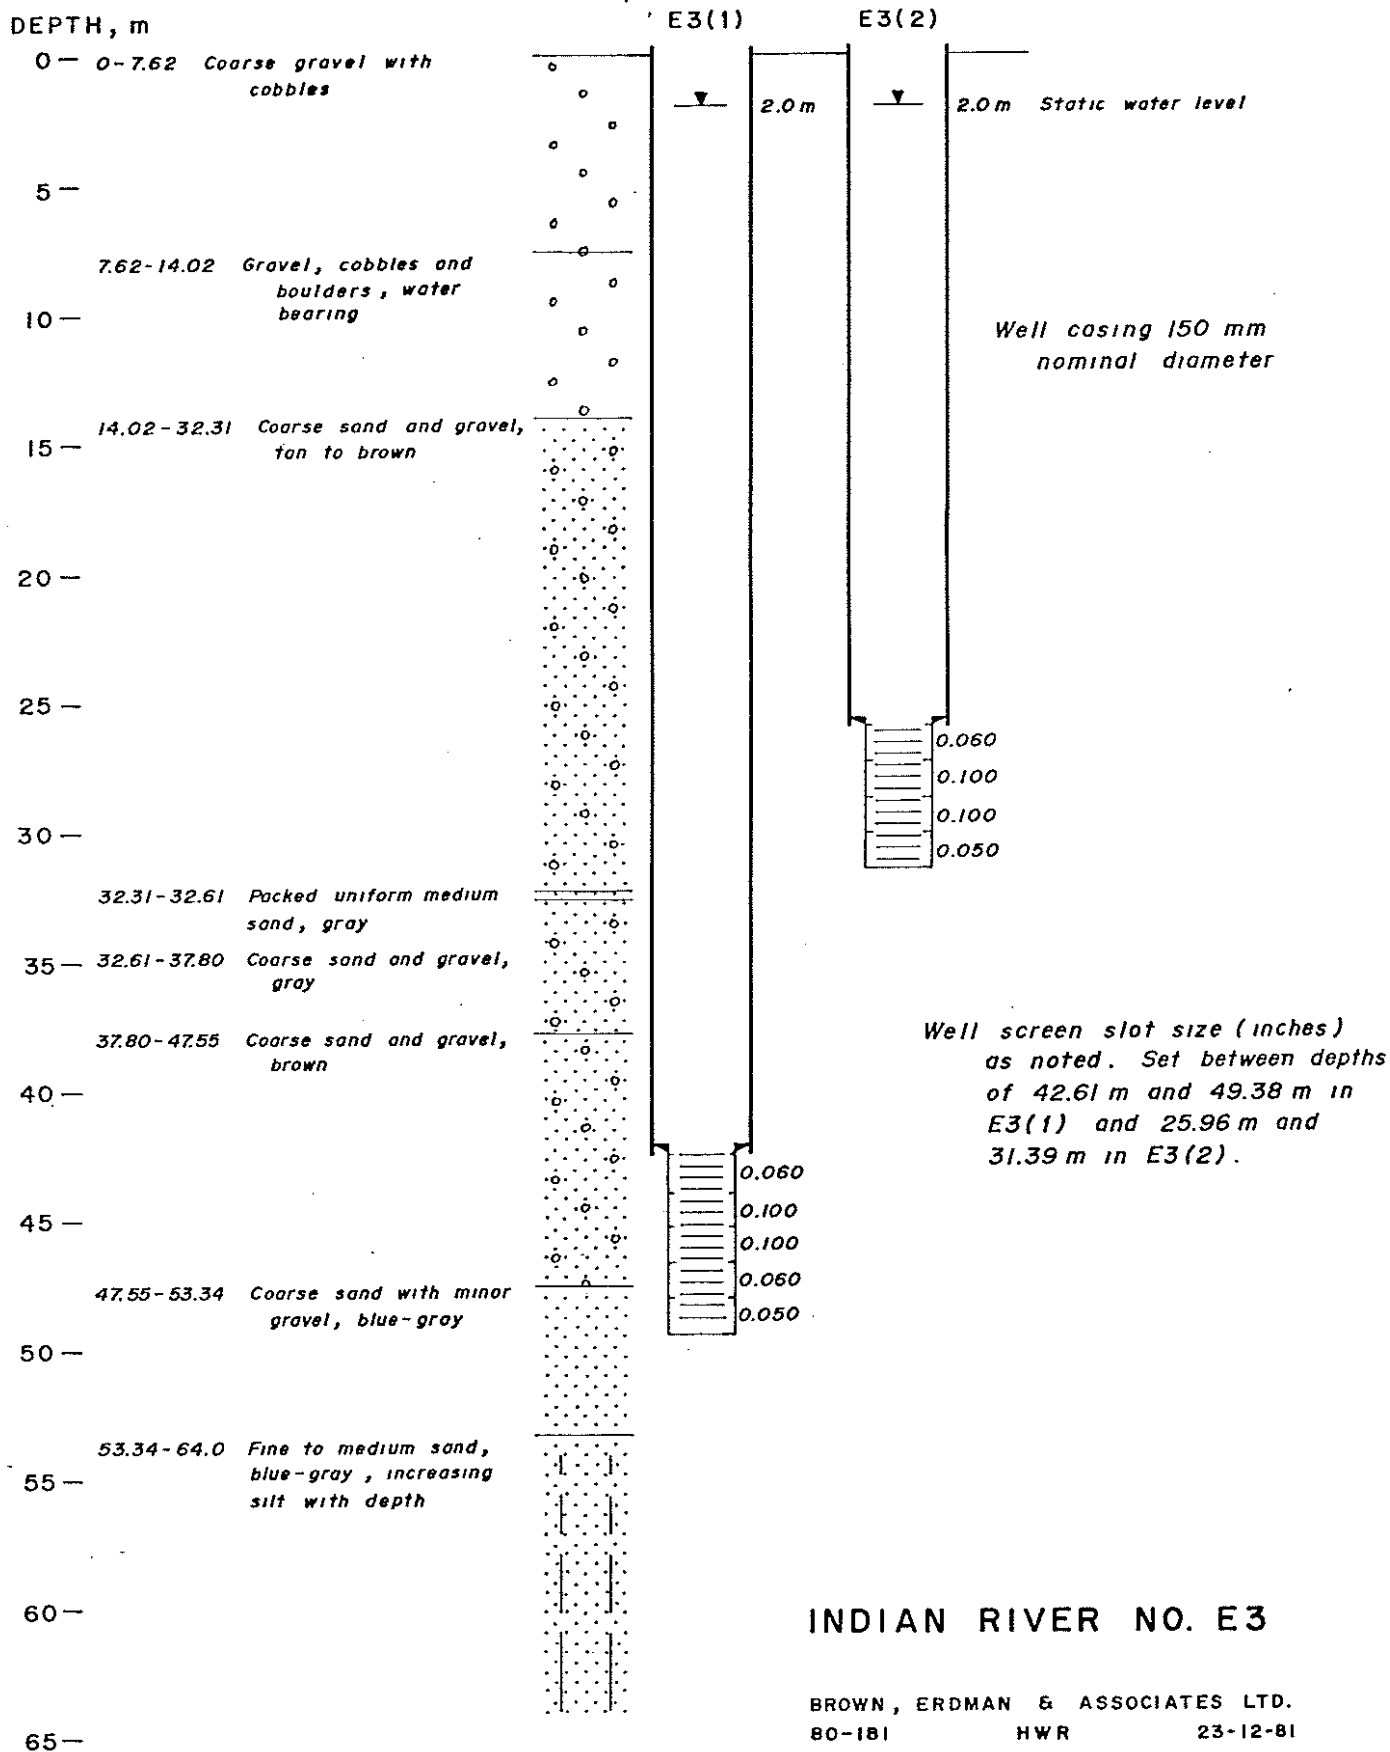 DEPTH, m
E3(1)
E3(2)
0
0-7.62 Coarse gravel with
cobbles
2.0 m
2.0 m Static water level
5
7.62-14.02 Gravel, cobbles and
boulders, water
bearing
10
Well casing 150 mm
nominal diameter
14.02-32.31 Coarse sand and gravel,
tan to brown
15
20
25
0.060
0.100
0.100
0.050
30
32.31-32.61 Packed uniform medium
sand, gray
35
32.61-37.80 Coarse sand and gravel,
gray
37.80-47.55 Coarse sand and gravel,
brown
Well screen slot size (inches)
as noted. Set between depths
of 42.61 m and 49.38 m in
E3(1) and 25.96 m and
31.39 m in E3(2).
40
0.060
0.100
0.100
0.060
0.050
45
47.55-53.34 Coarse sand with minor
gravel, blue-gray
50
53.34-64.0 Fine to medium sand,
blue-gray, increasing
silt with depth
55
60
65
INDIAN RIVER NO. E3
BROWN, ERDMAN & ASSOCIATES LTD.
80-181 HWR 23-12-81